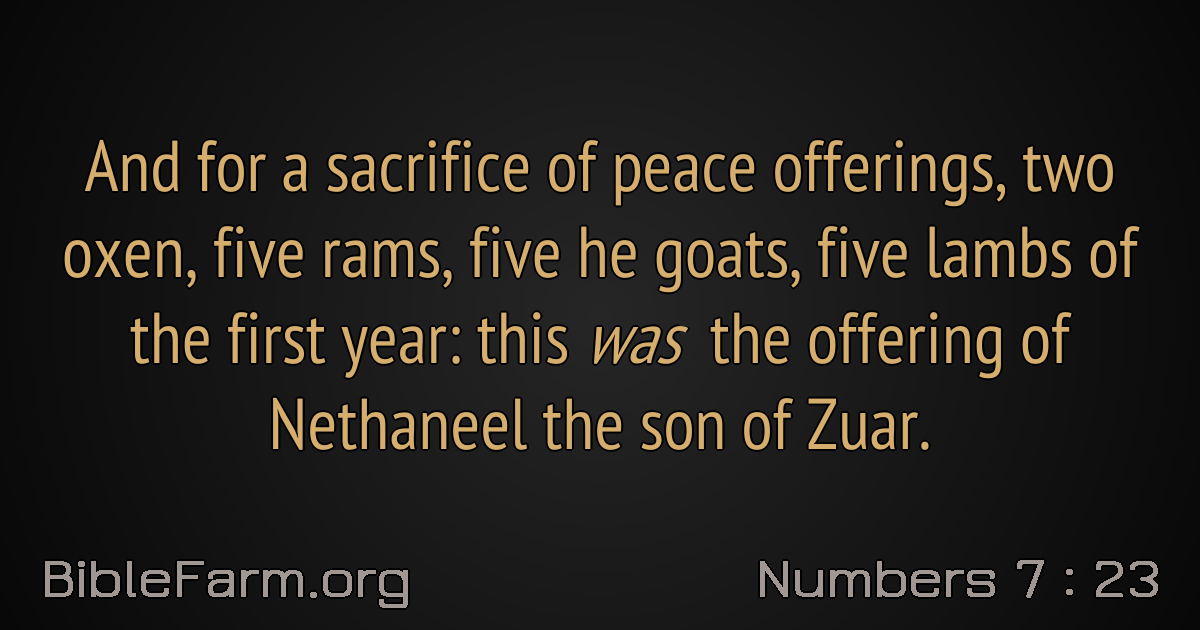 And for a sacrifice of peace offerings, two
oxen, five rams, five he goats, five lambs of
the first year: this was the offering of
Nethaneel the son of Zuar.
BibleFarm.org
Numbers 7 : 23